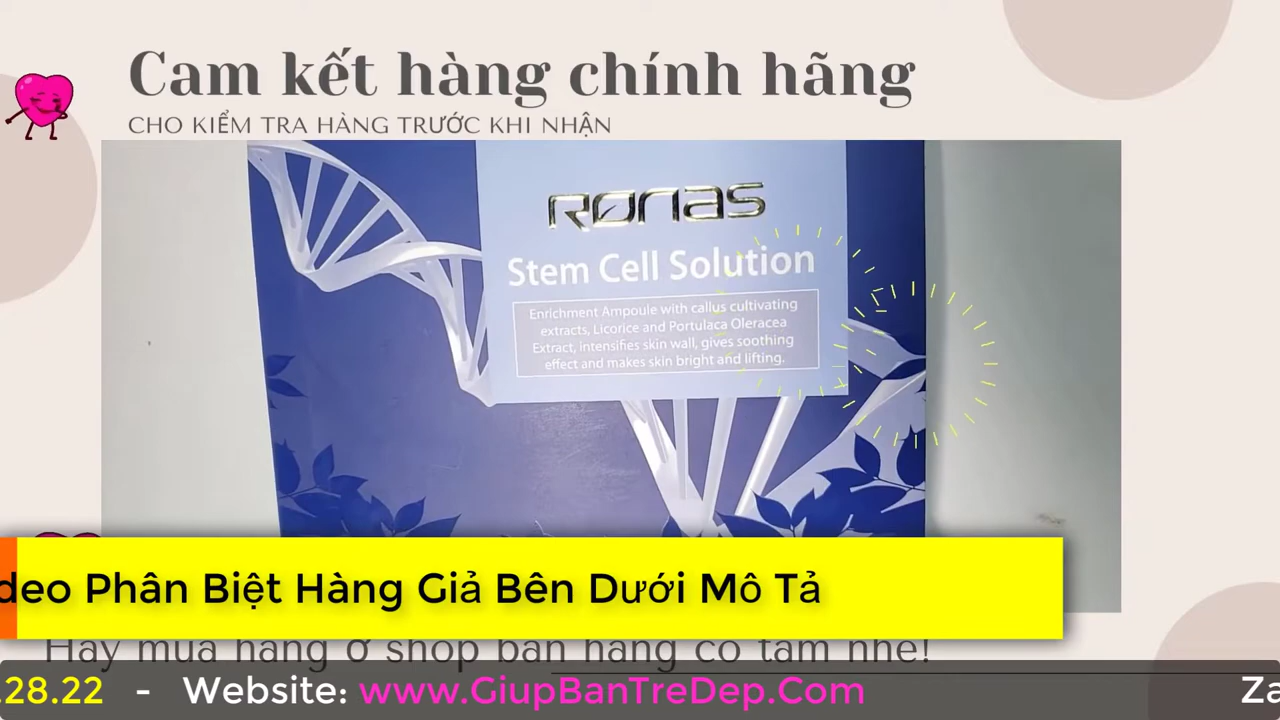 Cam kết hàng chính hãng
CHO KIỂM TRA HÀNG TRƯỚC KHI NHẬN
RONAS
Stem Cell Solution
Enrichment Ampoule with callus cultivating
extracts, Licorice and Portulaca Oleracea
Extract, intensifies skin wall, gives soothing
effect and makes skin bright and lifting.
deo Phân Biệt Hàng Giả Bên Dưới Mô Tả
Hãy mua hàng ở shop bán hàng có tâm nhé!
.28.22 - Website: www.GiupBanTreDep.Com Za